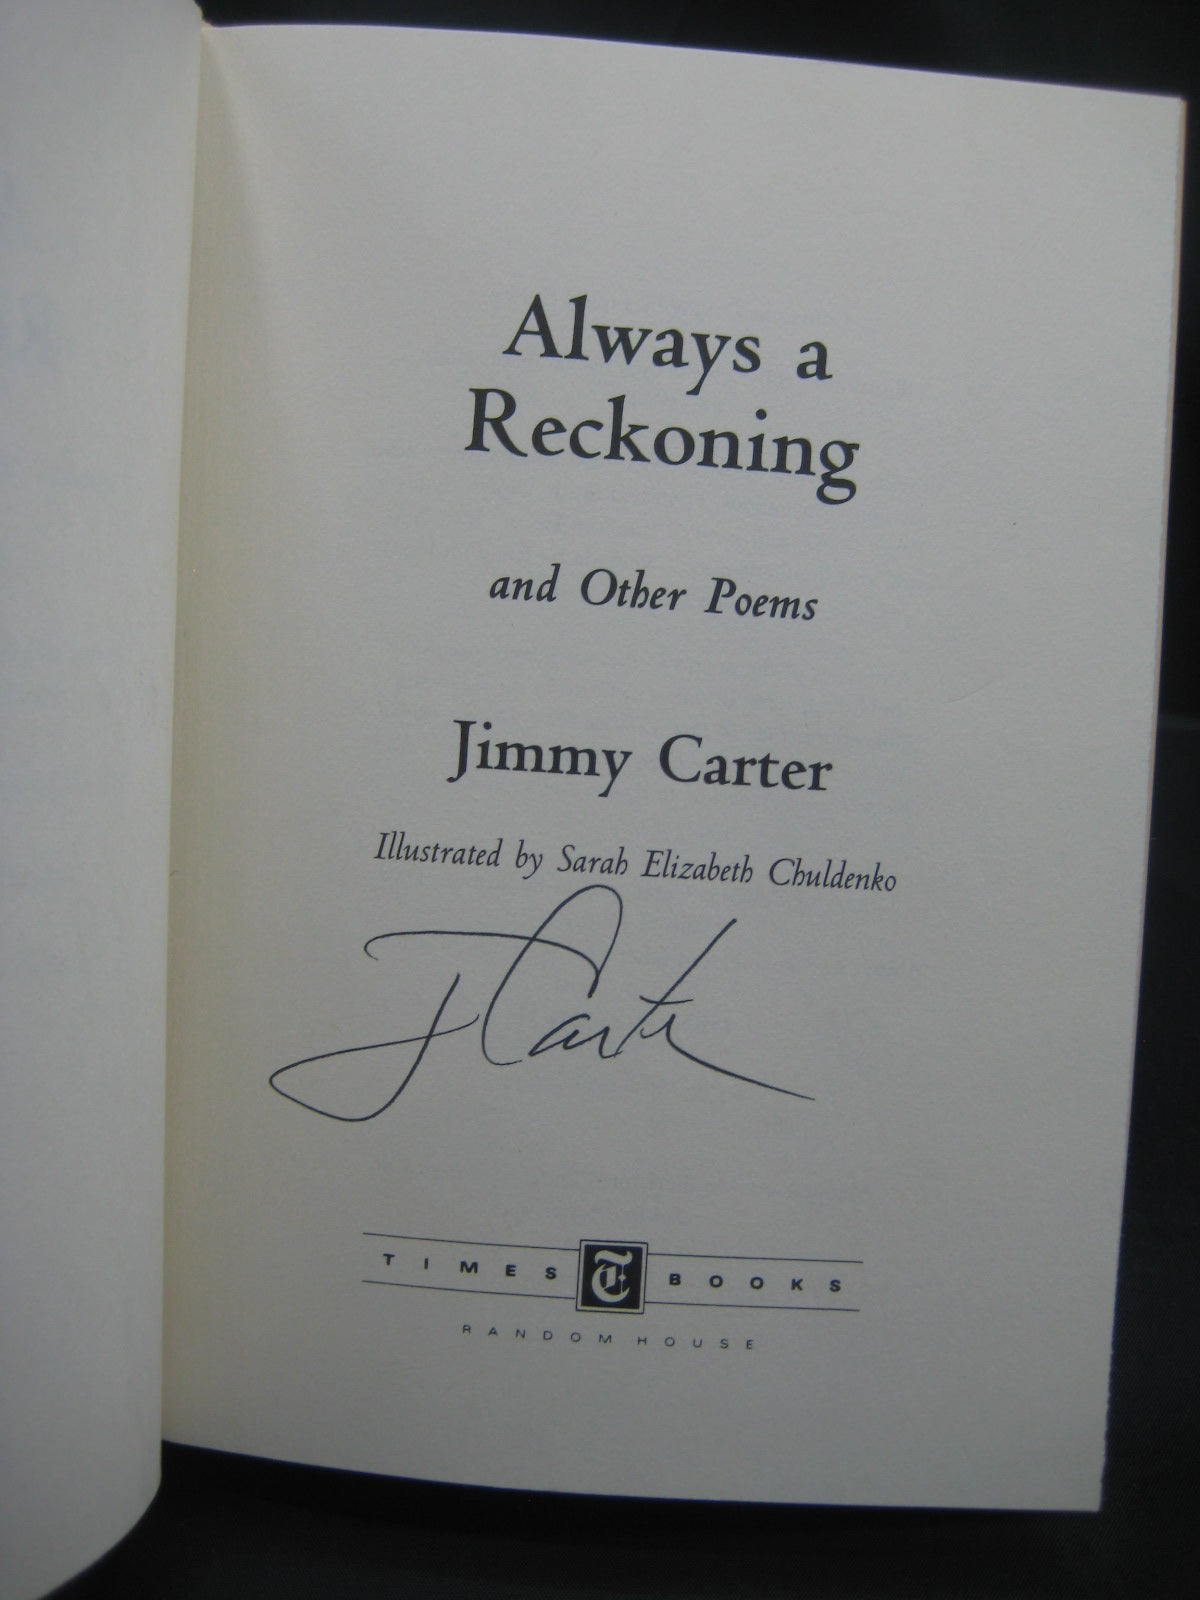 Always a
Reckoning
and Other Poems
Jimmy Carter
Illustrated by Sarah Elizabeth Chuldenko
J Carter
TIMES T BOOKS
RANDOM HOUSE